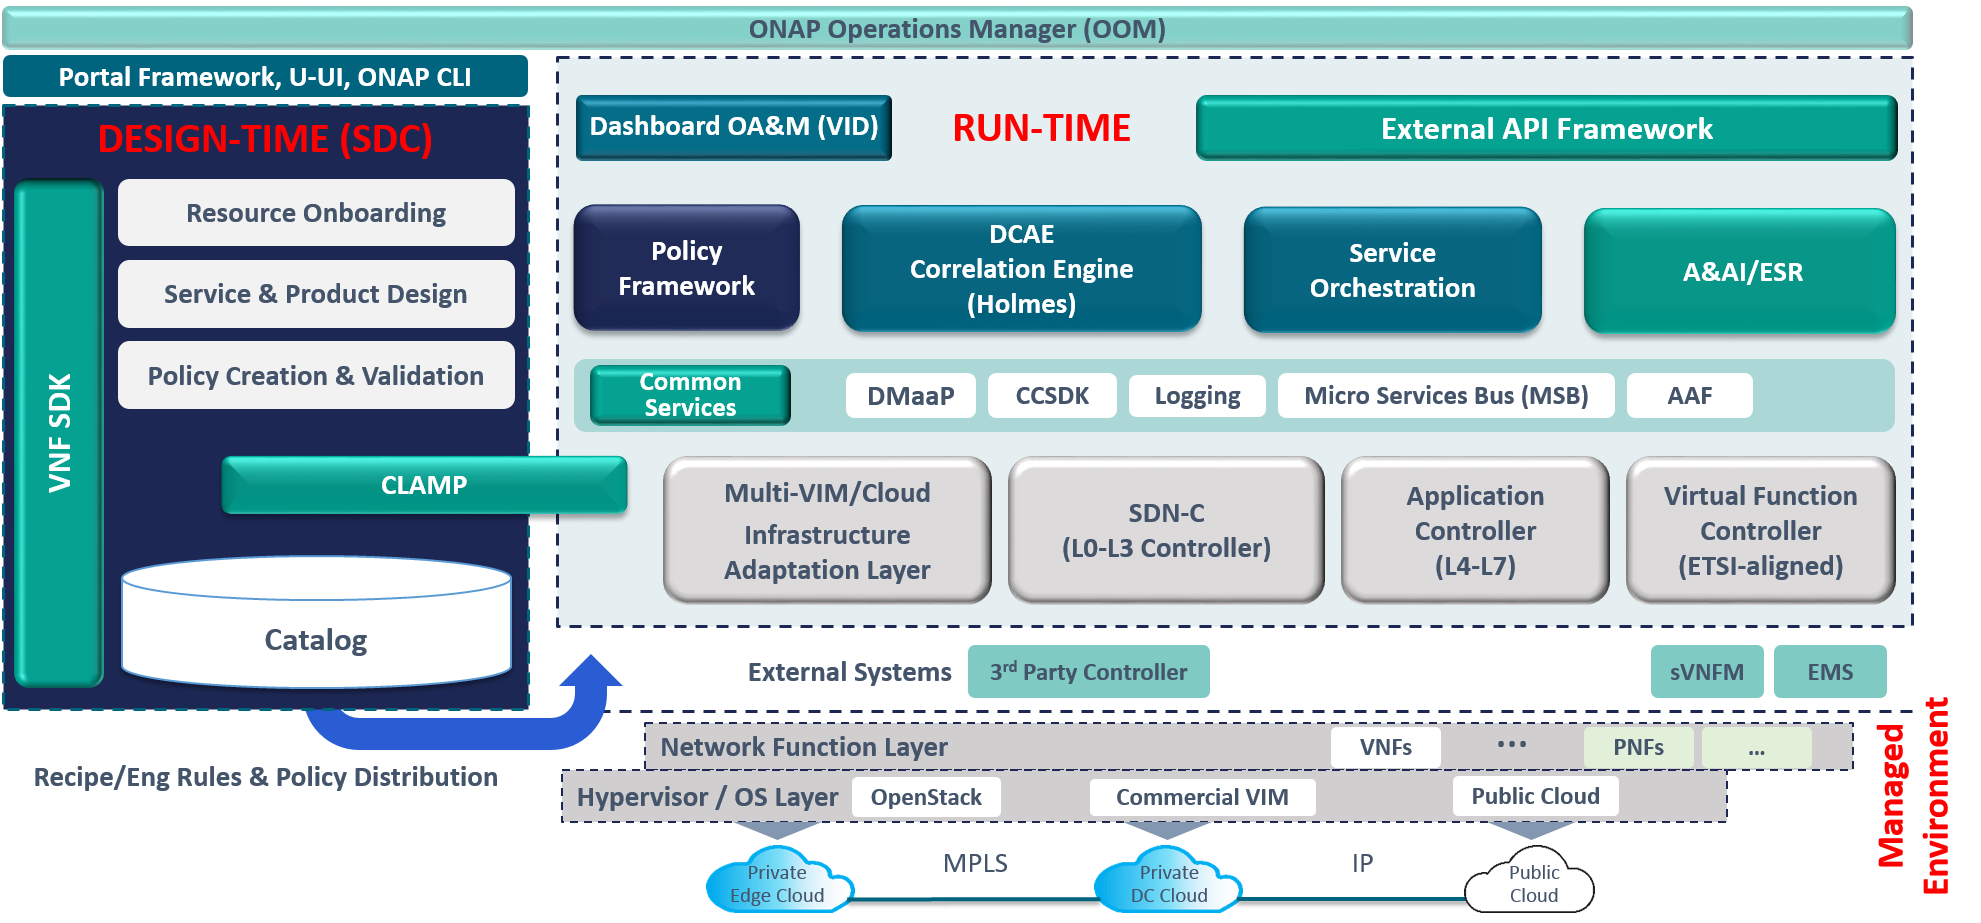 ONAP Operations Manager (OOM)
Portal Framework, U-UI, ONAP CLI
DESIGN-TIME (SDC)
VNF SDK
Resource Onboarding
Service & Product Design
Policy Creation & Validation
CLAMP
Catalog
Recipe/Eng Rules & Policy Distribution
Dashboard OA&M (VID)
RUN-TIME
External API Framework
Policy
Framework
DCAE
Correlation Engine
(Holmes)
Service
Orchestration
A&AI/ESR
Common
Services
DMaaP
CCSDK
Logging
Micro Services Bus (MSB)
AAF
Multi-VIM/Cloud
Infrastructure
Adaptation Layer
SDN-C
(L0-L3 Controller)
Application
Controller
(L4-L7)
Virtual Function
Controller
(ETSI-aligned)
External Systems
3rd Party Controller
sVNFM
EMS
Network Function Layer
VNFs
...
PNFs
...
Hypervisor / OS Layer
OpenStack
Commercial VIM
Public Cloud
Private
Edge Cloud
MPLS
Private
DC Cloud
IP
Public
Cloud
Managed
Environment